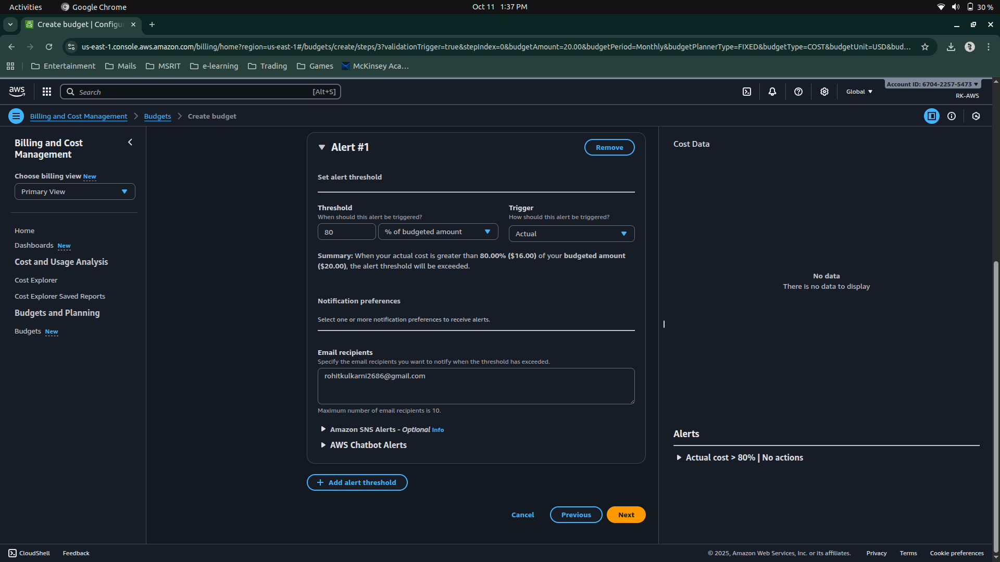 Activities
Google Chrome
Oct 11 1:37 PM
30 %
Create budget | Configu
us-east-1.console.aws.amazon.com/billing/home?region=us-east-1#/budgets/create/steps/3?validationTrigger=true&stepIndex=0&budgetAmount=20.00&budgetPeriod=Monthly&budgetPlannerType=FIXED&budgetType=COST&budgetUnit=USD&bud...
Entertainment
Mails
MSRIT
e-learning
Trading
Games
McKinsey Aca...
aws
Search
[Alt+S]
Global
Account ID: 6704-2257-5473
RK-AWS
Billing and Cost Management
Budgets
Create budget
Billing and Cost
Management
Choose billing view New
Primary View
Home
Dashboards New
Cost and Usage Analysis
Cost Explorer
Cost Explorer Saved Reports
Budgets and Planning
Budgets New
Alert #1
Remove
Set alert threshold
Threshold
When should this alert be triggered?
80
% of budgeted amount
Trigger
How should this alert be triggered?
Actual
Summary: When your actual cost is greater than 80.00% ($16.00) of your budgeted amount
($20.00), the alert threshold will be exceeded.
Notification preferences
Select one or more notification preferences to receive alerts.
Email recipients
Specify the email recipients you want to notify when the threshold has exceeded.
rohitkulkarni2686@gmail.com
Maximum number of email recipients is 10.
Amazon SNS Alerts - Optional Info
AWS Chatbot Alerts
Add alert threshold
Cancel
Previous
Next
Cost Data
No data
There is no data to display
Alerts
Actual cost > 80% | No actions
CloudShell
Feedback
© 2025, Amazon Web Services, Inc. or its affiliates.
Privacy
Terms
Cookie preferences